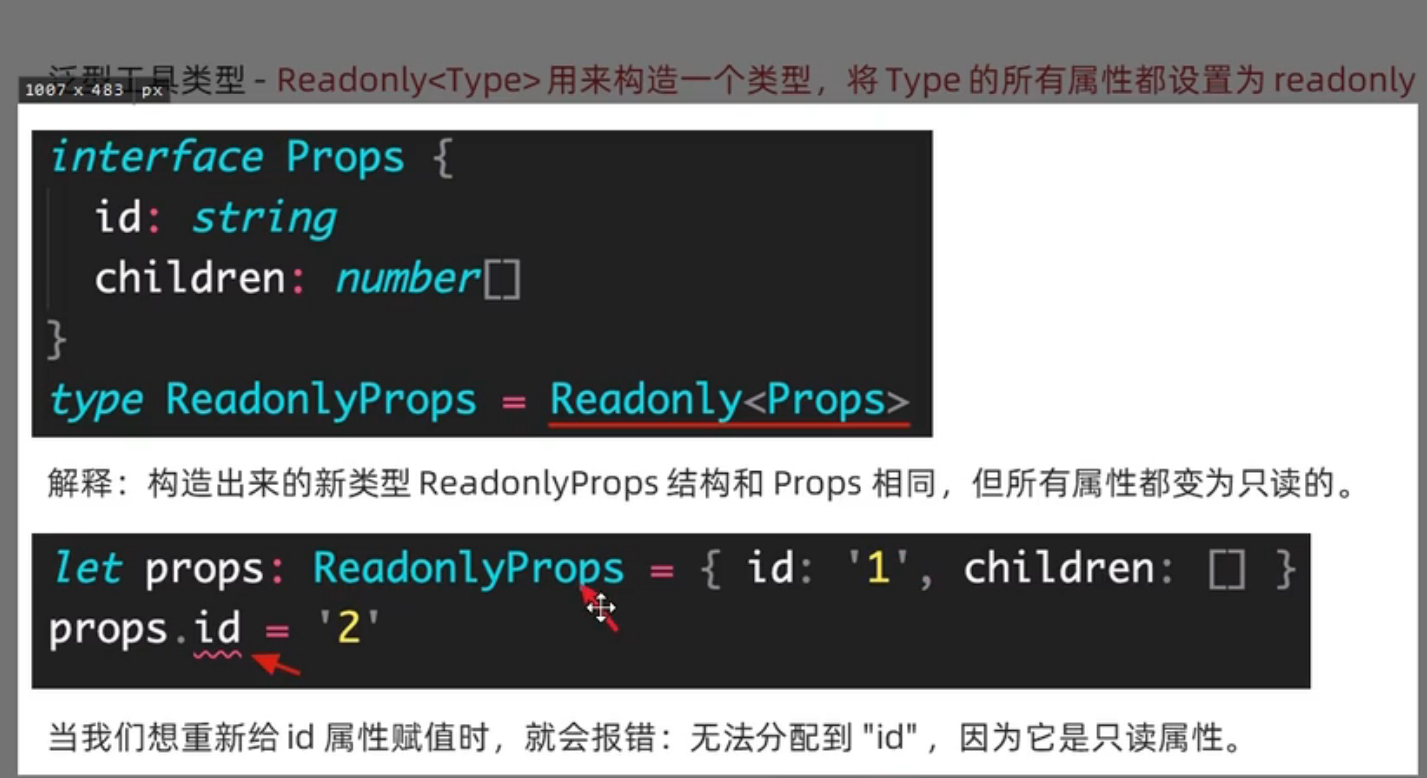 泛型工具类型 - Readonly<Type> 用来构造一个类型，将 Type 的所有属性都设置为 readonly
1007 x 483 px
interface Props {
id: string
children: number[]
}
type ReadonlyProps = Readonly<Props>
解释：构造出来的新类型 ReadonlyProps 结构和 Props 相同，但所有属性都变为只读的。
let props: ReadonlyProps = { id: '1', children: [] }
props.id = '2'
当我们想重新给 id 属性赋值时，就会报错：无法分配到 "id" ，因为它是只读属性。